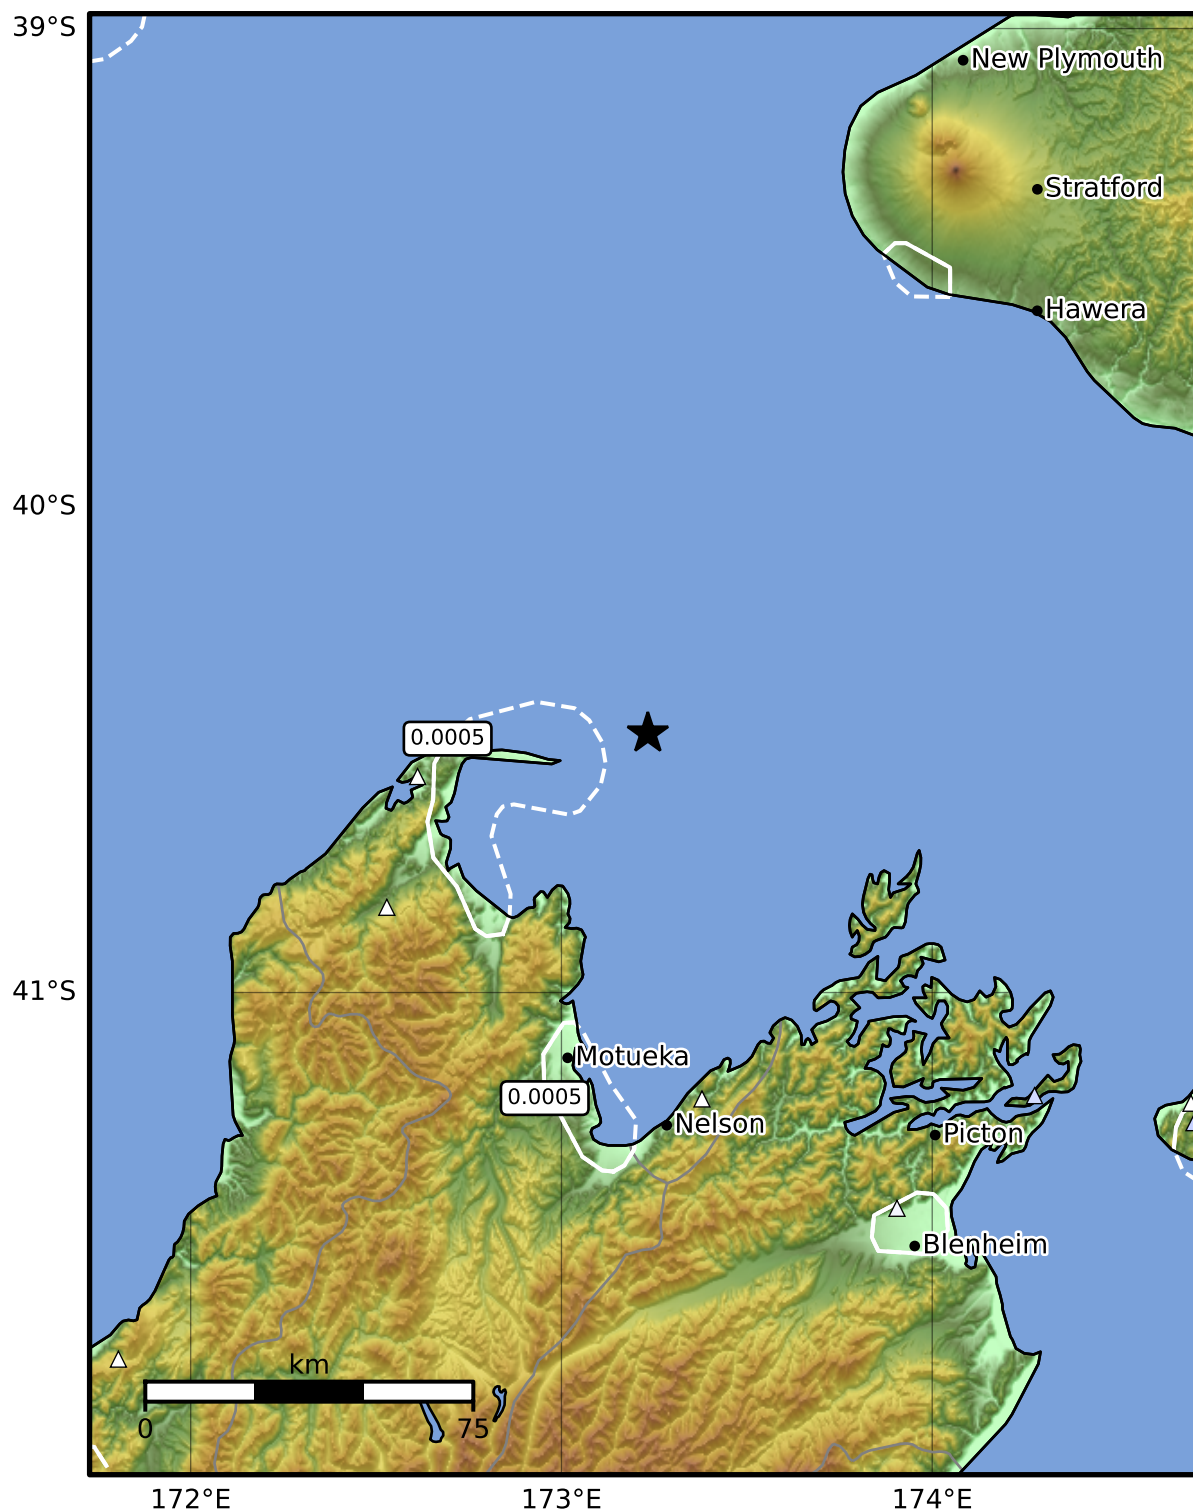 39°S
New Plymouth
Stratford
Hawera
40°S
0.0005
41°S
Motueka
0.0005
Nelson
Picton
Blenheim
km
0 75
172°E 173°E 174°E